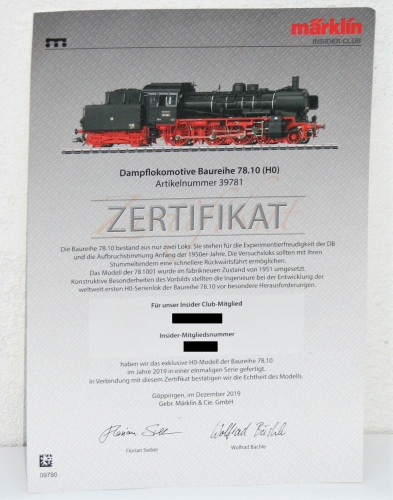 märklin
INSIDER CLUB
Dampflokomotive Baureihe 78.10 (H0)
Artikelnummer 39781
ZERTIFIKAT
Die Baureihe 78.10 bestand aus nur zwei Loks. Sie stehen für die Experimentierfreudigkeit der DB
und die Aufbruchstimmung Anfang der 1950er-Jahre. Die Versuchsloks sollten mit ihren
Stummeltendern eine schnellere Rückwärtsfahrt ermöglichen.
Das Modell der 78 1001 wurde im fabrikneuen Zustand von 1951 umgesetzt.
Konstruktive Besonderheiten des Vorbilds stellten die Ingenieure bei der Entwicklung der
weltweit ersten H0-Serienlok der Baureihe 78.10 vor besondere Herausforderungen.
Für unser Insider Club-Mitglied
Insider-Mitgliedsnummer
haben wir das exklusive H0-Modell der Baureihe 78.10
im Jahre 2019 in einer einmaligen Serie gefertigt.
In Verbindung mit diesem Zertifikat bestätigen wir die Echtheit des Modells.
Göppingen, im Dezember 2019
Gebr. Märklin & Cie. GmbH
Florian Sieber
Wolfrad Bächle
09780